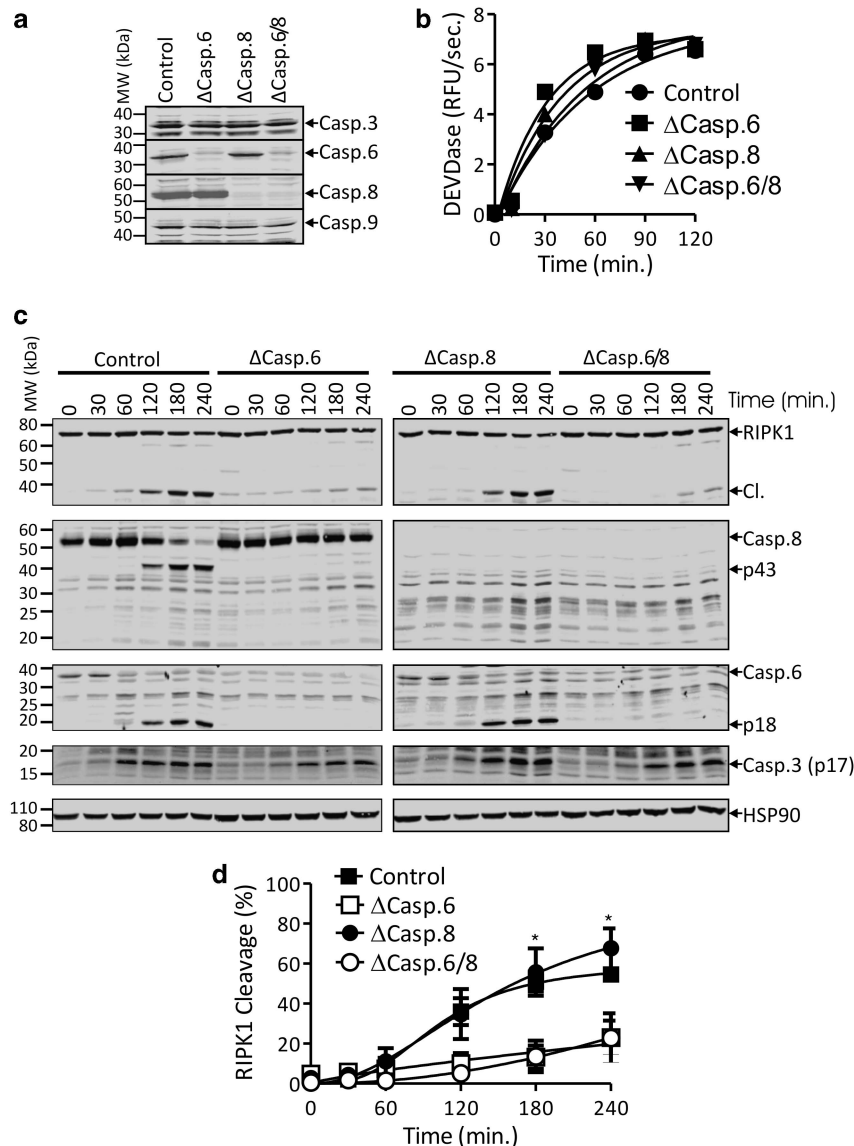 a
MW (kDa)
Control
ΔCasp.6
ΔCasp.8
ΔCasp.6/8
40
30
Casp.3
40
30
Casp.6
60
50
Casp.8
50
40
Casp.9
b
DEVDase (RFU/sec.)
8
6
4
2
0
0 30 60 90 120
Time (min.)
Control
ΔCasp.6
ΔCasp.8
ΔCasp.6/8
c
MW (kDa)
Control ΔCasp.6 ΔCasp.8 ΔCasp.6/8
0 30 60 120 180 240 0 30 60 120 180 240 0 30 60 120 180 240 0 30 60 120 180 240 Time (min.)
80
60
50
40
RIPK1
Cl.
60
50
40
30
25
20
Casp.8
p43
40
30
25
20
Casp.6
p18
20
15
Casp.3 (p17)
110
80
HSP90
d
RIPK1 Cleavage (%)
100
80
60
40
20
0
Control
ΔCasp.6
ΔCasp.8
ΔCasp.6/8
* *
0 60 120 180 240
Time (min.)